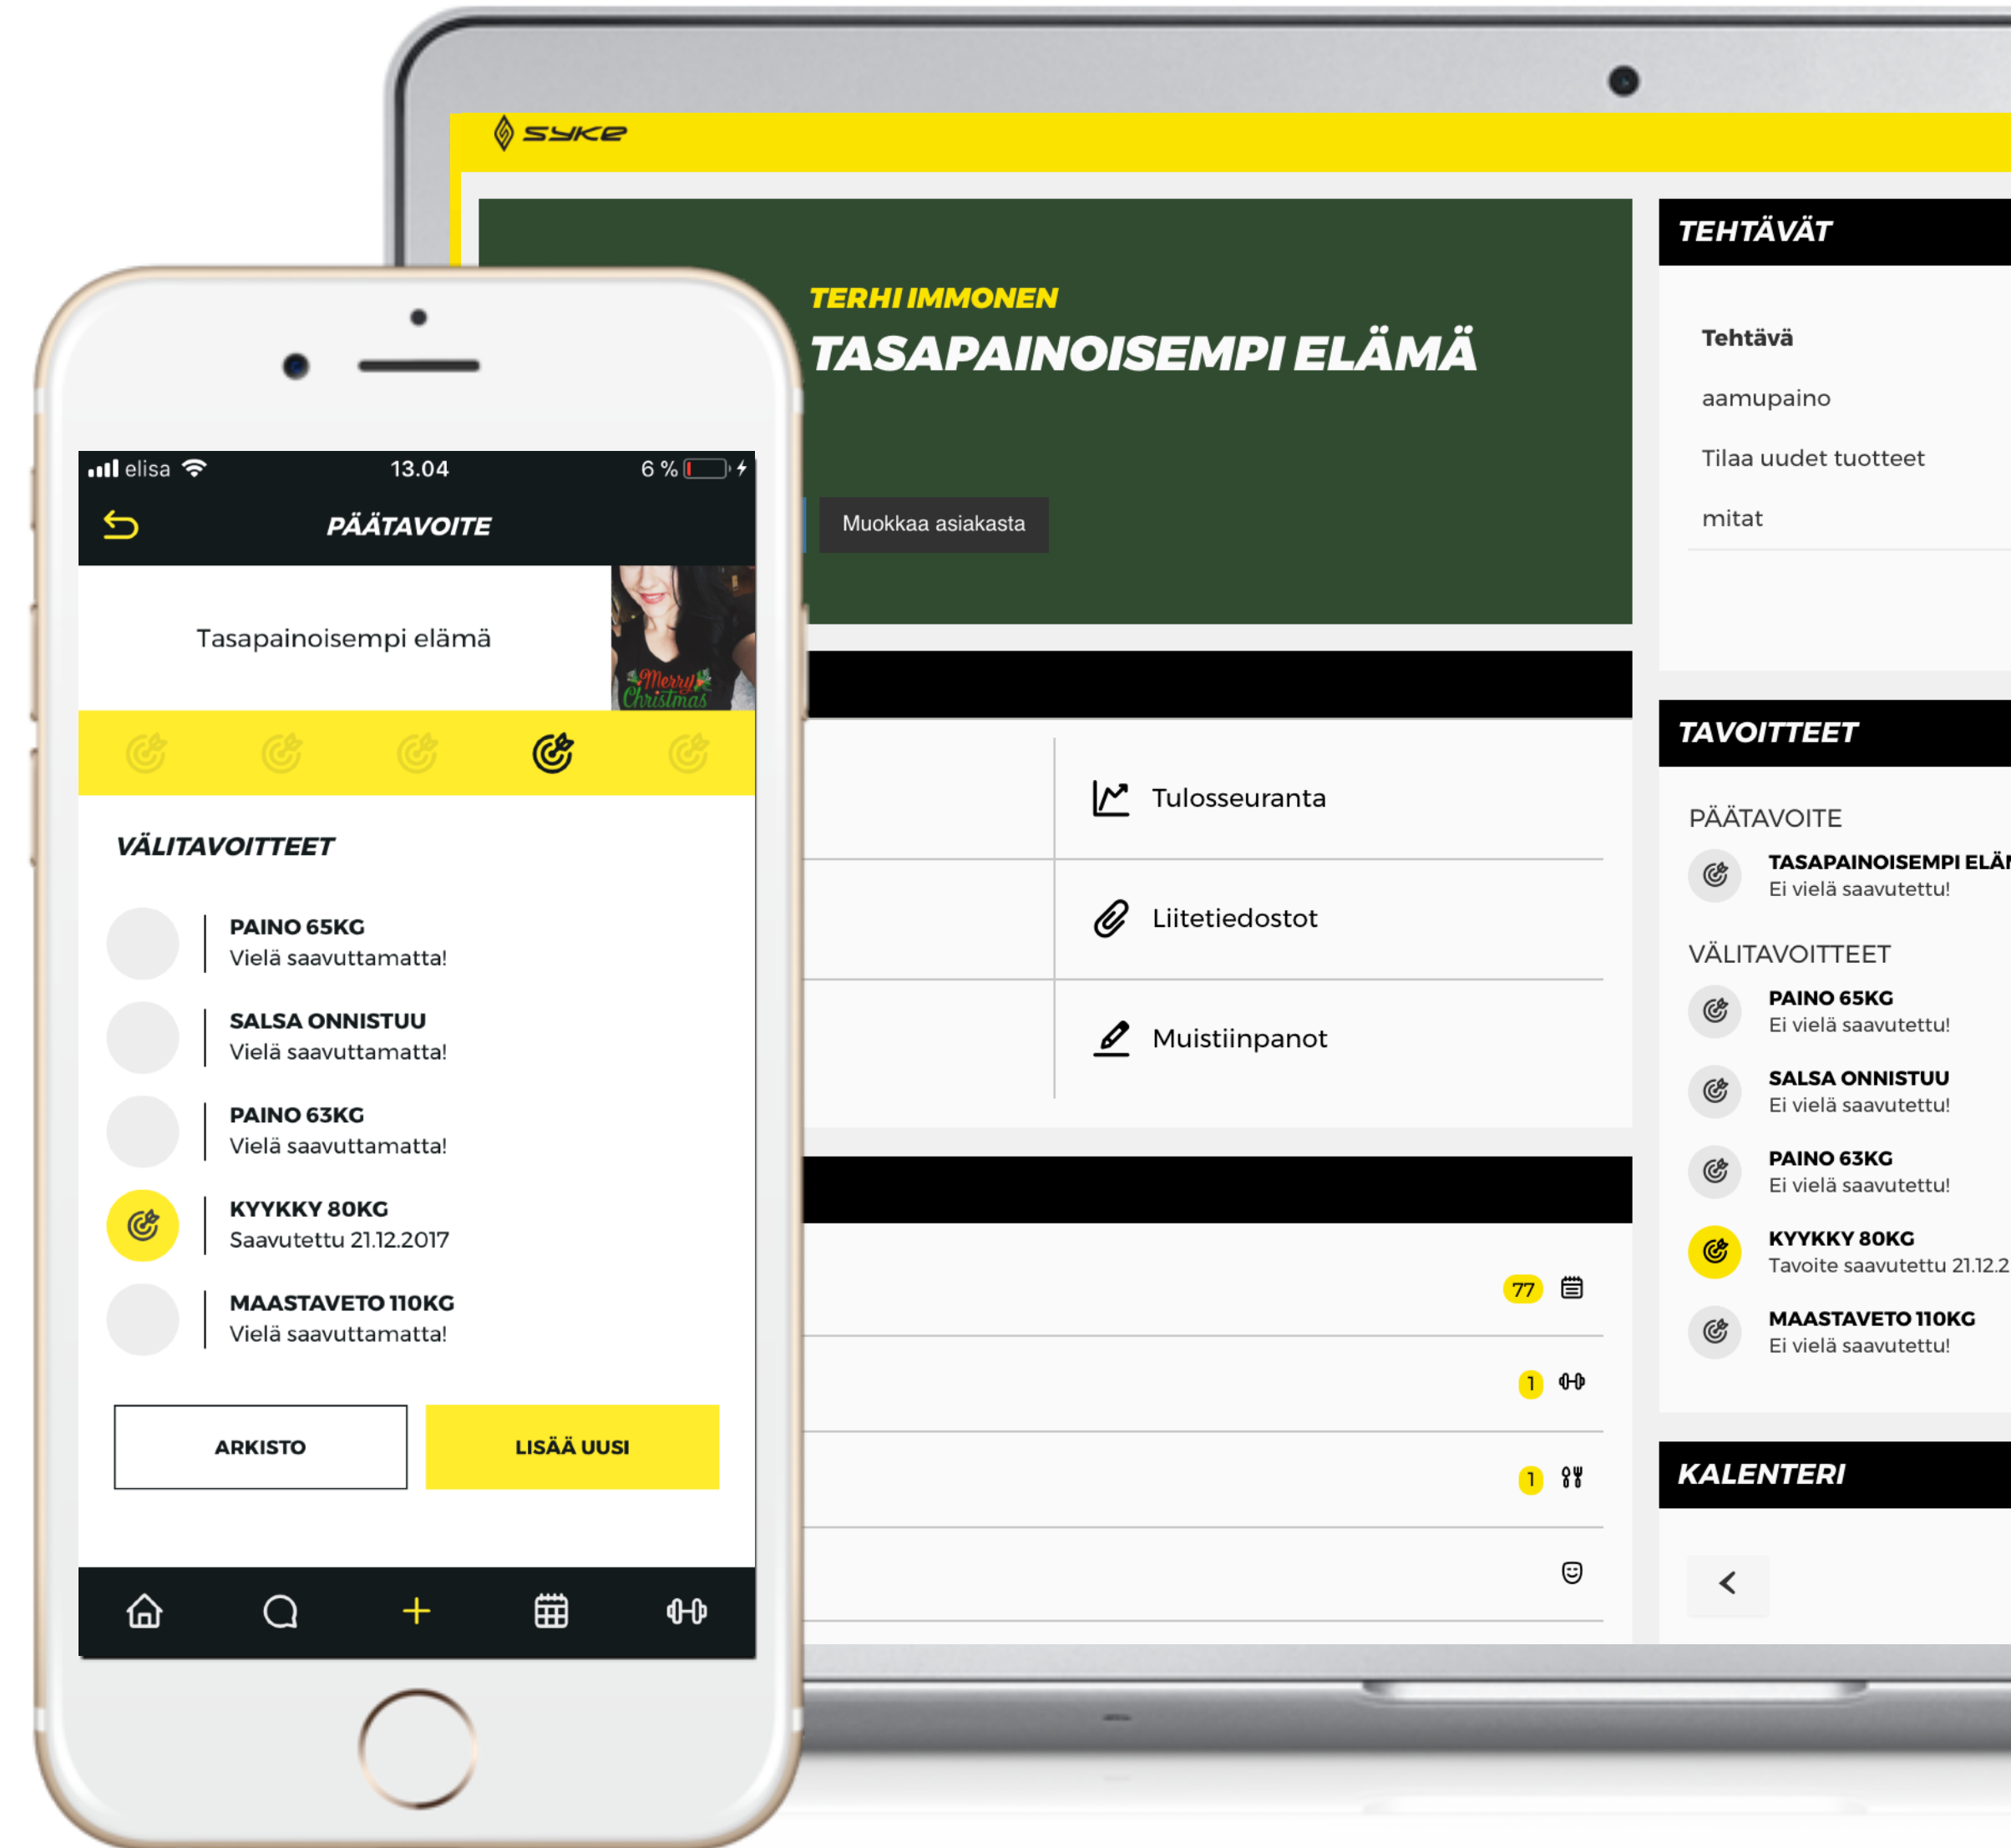 SYKE
TERHI IMMONEN
TASAPAINOISEMPI ELÄMÄ
Muokkaa asiakasta
Tulosseuranta
Liitetiedostot
Muistiinpanot
77
1
1
TEHTÄVÄT
Tehtävä
aamupaino
Tilaa uudet tuotteet
mitat
TAVOITTEET
PÄÄTAVOITE
TASAPAINOISEMPI
Ei vielä saavutettu!
VÄLITAVOITTEET
PAINO 65KG
Ei vielä saavutettu!
SALSA ONNISTUU
Ei vielä saavutettu!
PAINO 63KG
Ei vielä saavutettu!
KYYKKY 80KG
Tavoite saavutettu 21.12.2
MAASTAVETO 110KG
Ei vielä saavutettu!
KALENTERI
elisa 13.04 6 %
PÄÄTAVOITE
Tasapainoisempi elämä
Merry
Christmas
VÄLITAVOITTEET
PAINO 65KG
Vielä saavuttamatta!
SALSA ONNISTUU
Vielä saavuttamatta!
PAINO 63KG
Vielä saavuttamatta!
KYYKKY 80KG
Saavutettu 21.12.2017
MAASTAVETO 110KG
Vielä saavuttamatta!
ARKISTO LISÄÄ UUSI